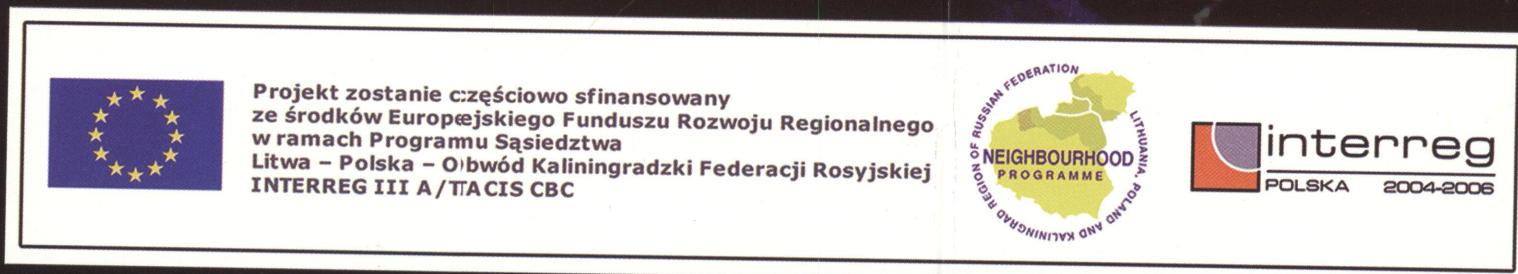 Projekt zostanie częściowo sfinansowany
ze środków Europejskiego Funduszu Rozwoju Regionalnego
w ramach Programu Sąsiedztwa
Litwa – Polska – Obwód Kaliningradzki Federacji Rosyjskiej
INTERREG III A/TACIS CBC
LITHUANIA, POLAND AND KALININGRAD REGION OF RUSSIAN FEDERATION
NEIGHBOURHOOD
PROGRAMME
interreg
POLSKA 2004-2006